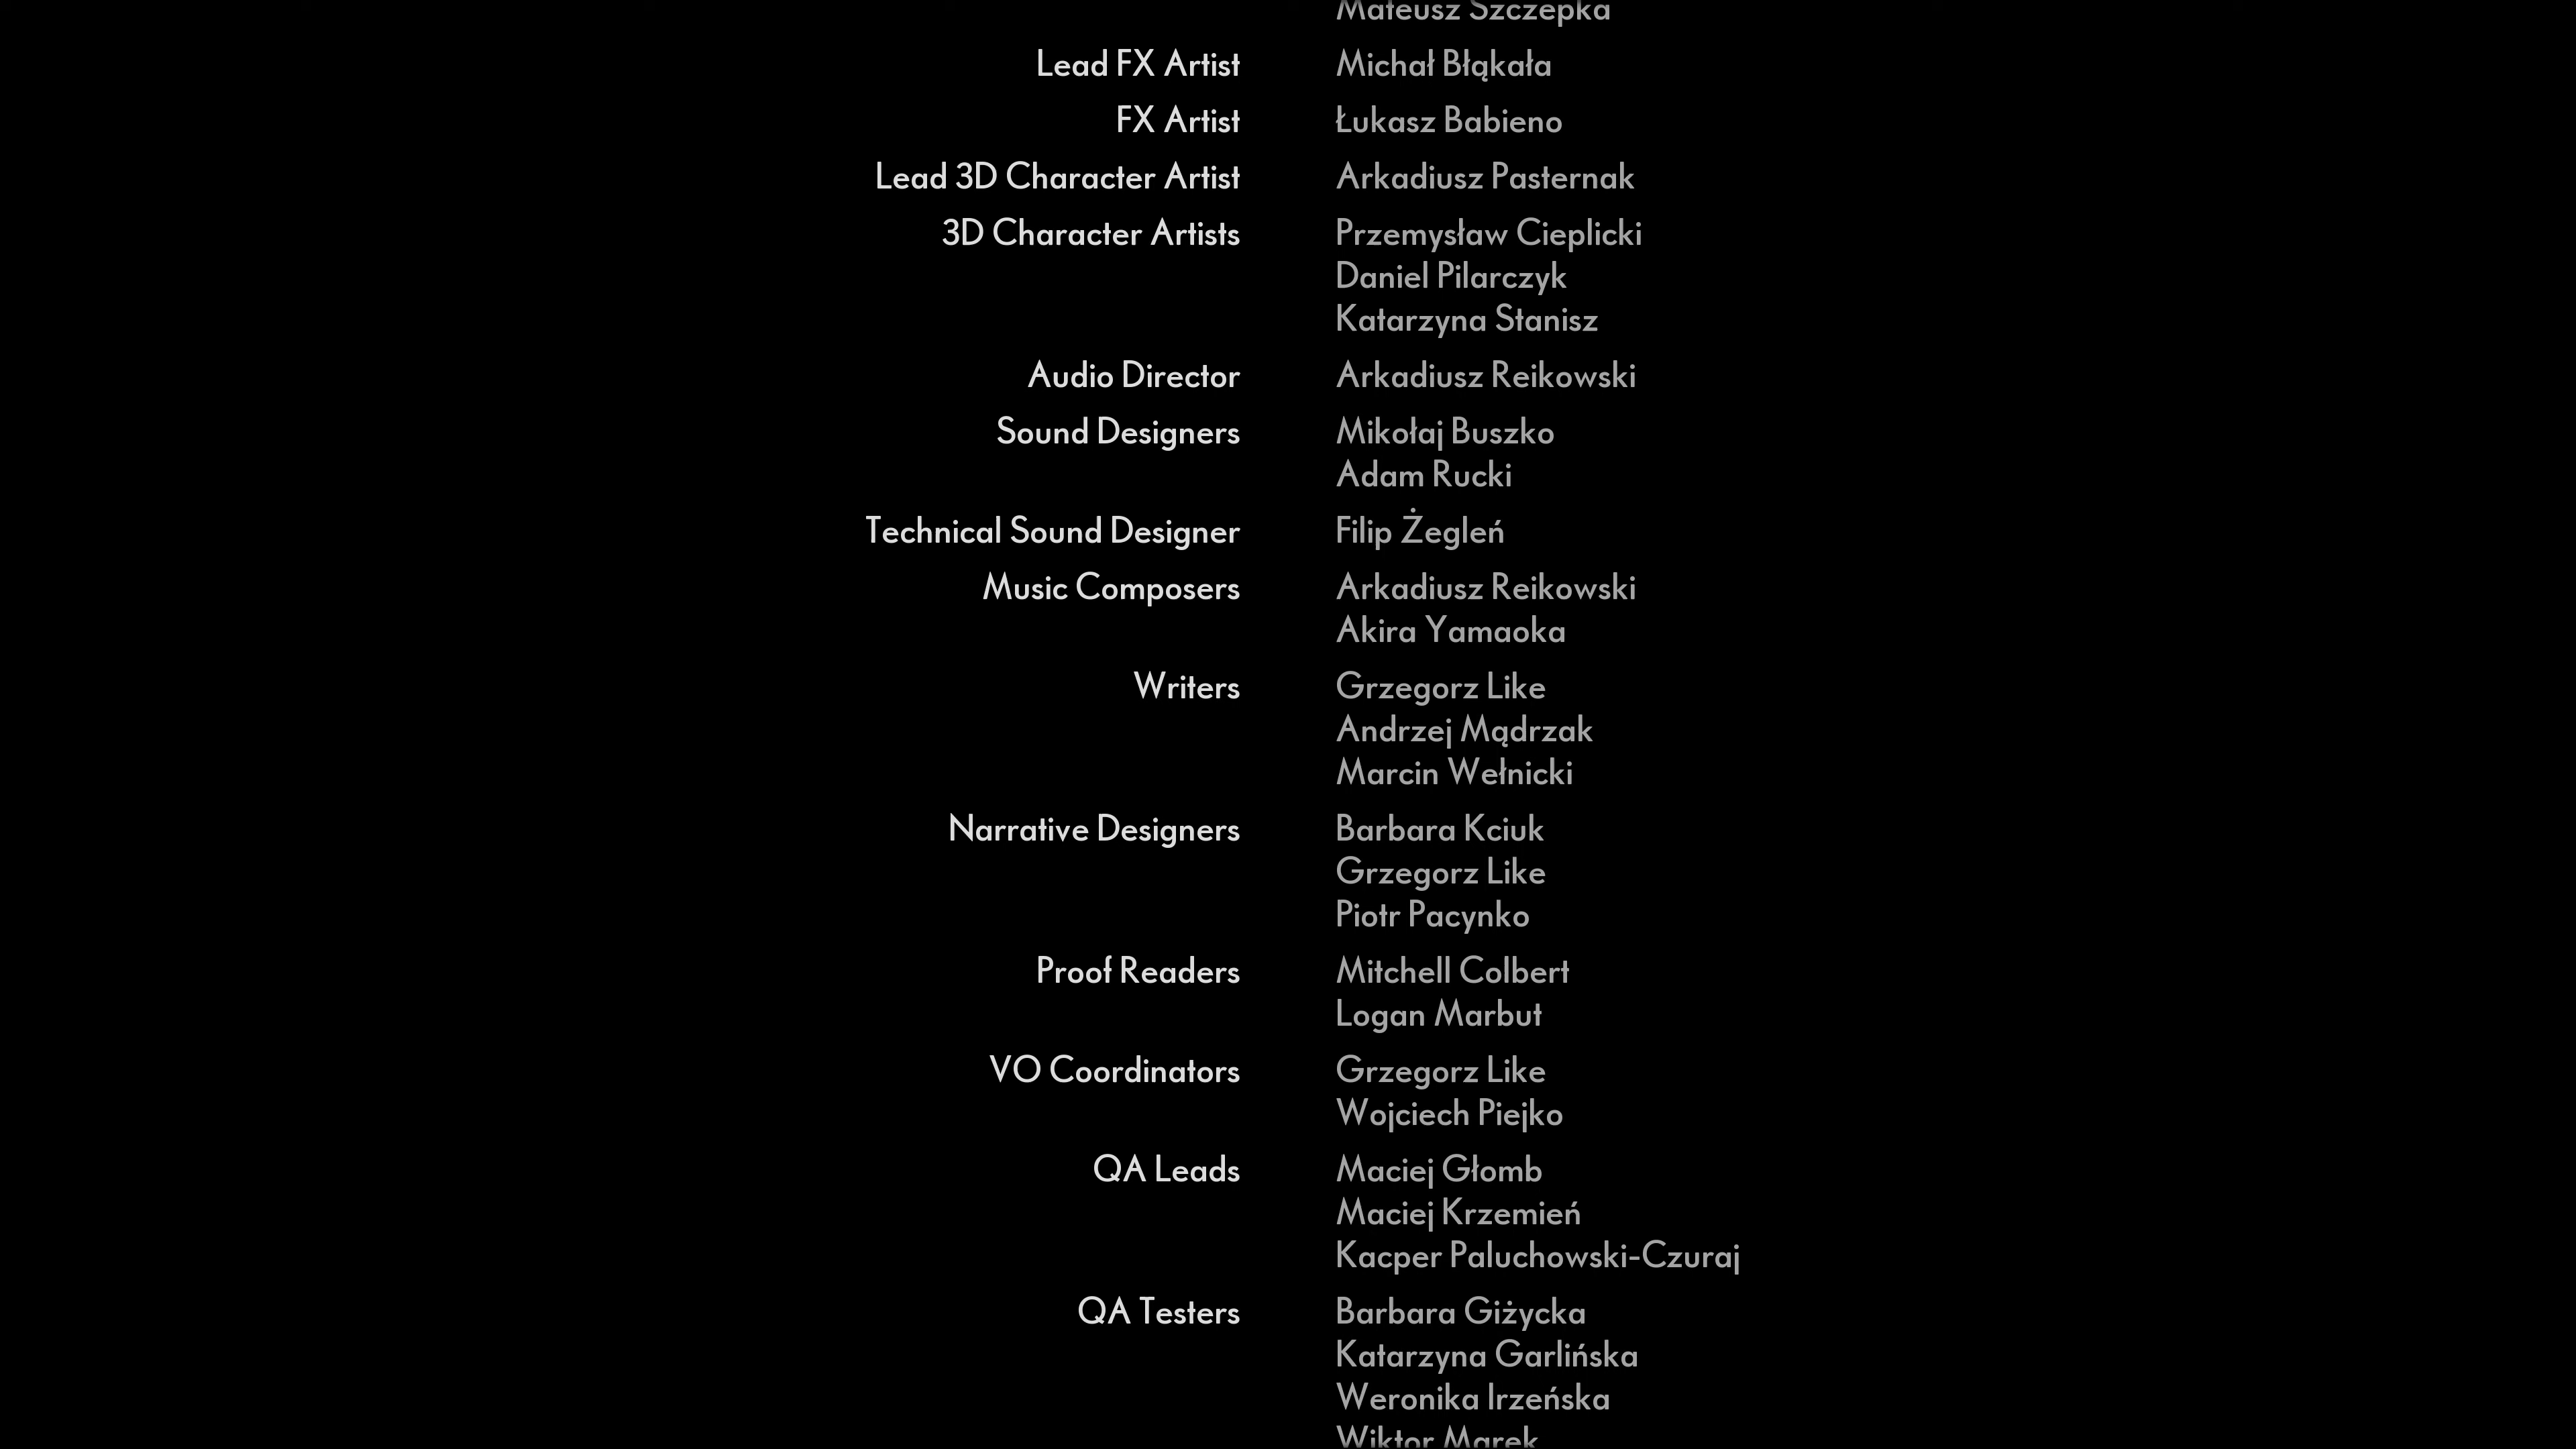 Mateusz Szczepka
Lead FX Artist Michał Błąkała
FX Artist Łukasz Babieno
Lead 3D Character Artist Arkadiusz Pasternak
3D Character Artists Przemysław Cieplicki
Daniel Pilarczyk
Katarzyna Stanisz
Audio Director Arkadiusz Reikowski
Sound Designers Mikołaj Buszko
Adam Rucki
Technical Sound Designer Filip Żegleń
Music Composers Arkadiusz Reikowski
Akira Yamaoka
Writers Grzegorz Like
Andrzej Mądrzak
Marcin Wełnicki
Narrative Designers Barbara Kciuk
Grzegorz Like
Piotr Pacynko
Proof Readers Mitchell Colbert
Logan Marbut
VO Coordinators Grzegorz Like
Wojciech Piejko
QA Leads Maciej Głomb
Maciej Krzemień
Kacper Paluchowski-Czuraj
QA Testers Barbara Giżycka
Katarzyna Garlińska
Weronika Irzeńska
Wiktor Marek